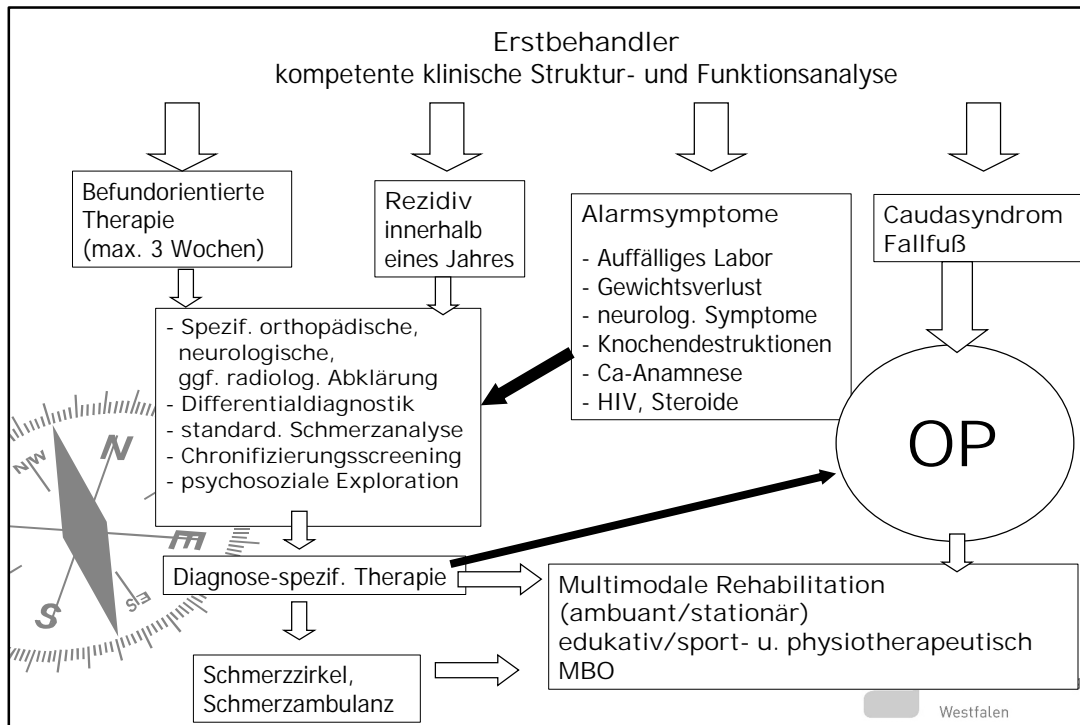 Erstbehandler
kompetente klinische Struktur- und Funktionsanalyse
Befundorientierte
Therapie
(max. 3 Wochen)
Rezidiv
innerhalb
eines Jahres
Alarmsymptome
- Auffälliges Labor
- Gewichtsverlust
- neurolog. Symptome
- Knochendestruktionen
- Ca-Anamnese
- HIV, Steroide
Caudasyndrom
Fallfuß
- Spezif. orthopädische,
neurologische,
ggf. radiolog. Abklärung
- Differentialdiagnostik
- standard. Schmerzanalyse
- Chronifizierungsscreening
- psychosoziale Exploration
OP
NW
N
E
ES
S
Diagnose-spezif. Therapie
Multimodale Rehabilitation
(ambuant/stationär)
edukativ/sport- u. physiotherapeutisch
MBO
Schmerzzirkel,
Schmerzambulanz
Westfalen